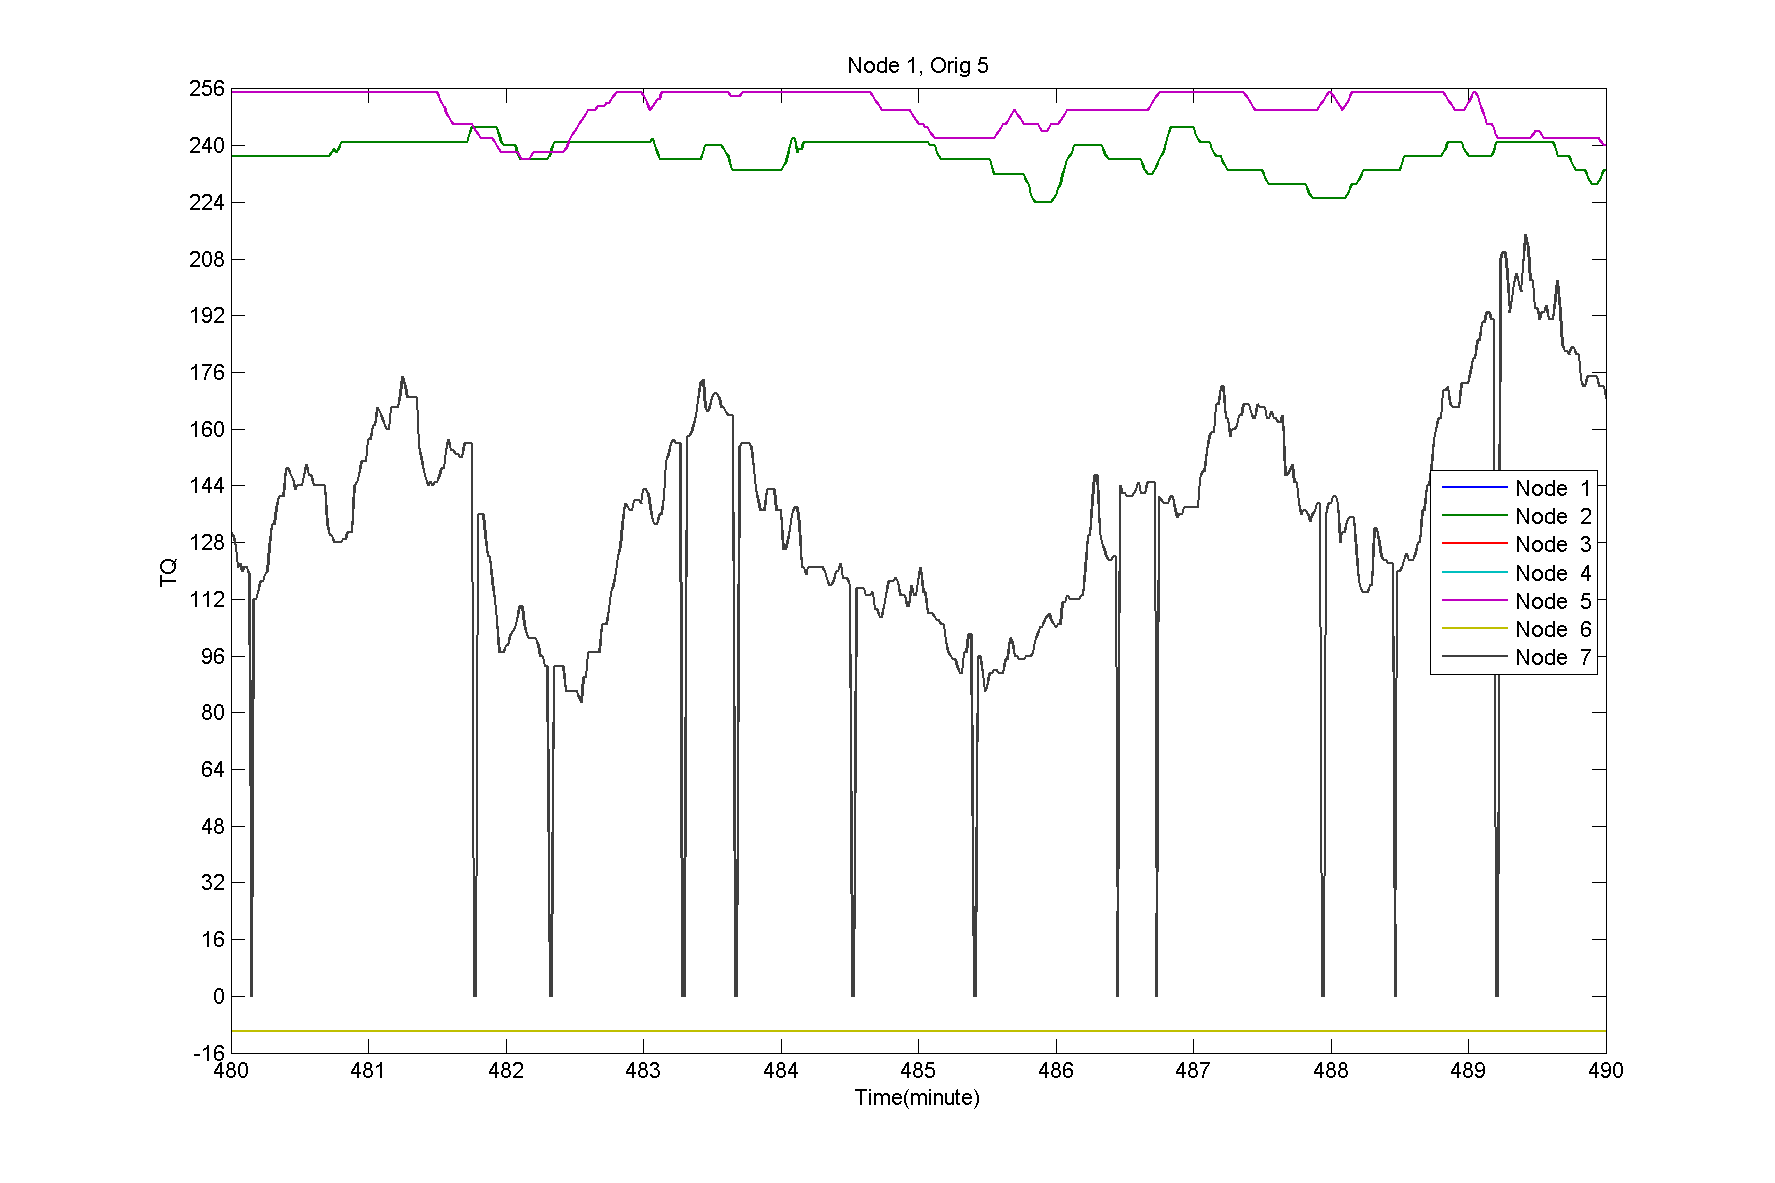 Node 1, Orig 5
256
240
224
208
192
176
160
144
128
112
96
80
64
48
32
16
0
-16
TQ
Node 1
Node 2
Node 3
Node 4
Node 5
Node 6
Node 7
480 481 482 483 484 485 486 487 488 489 490
Time(minute)